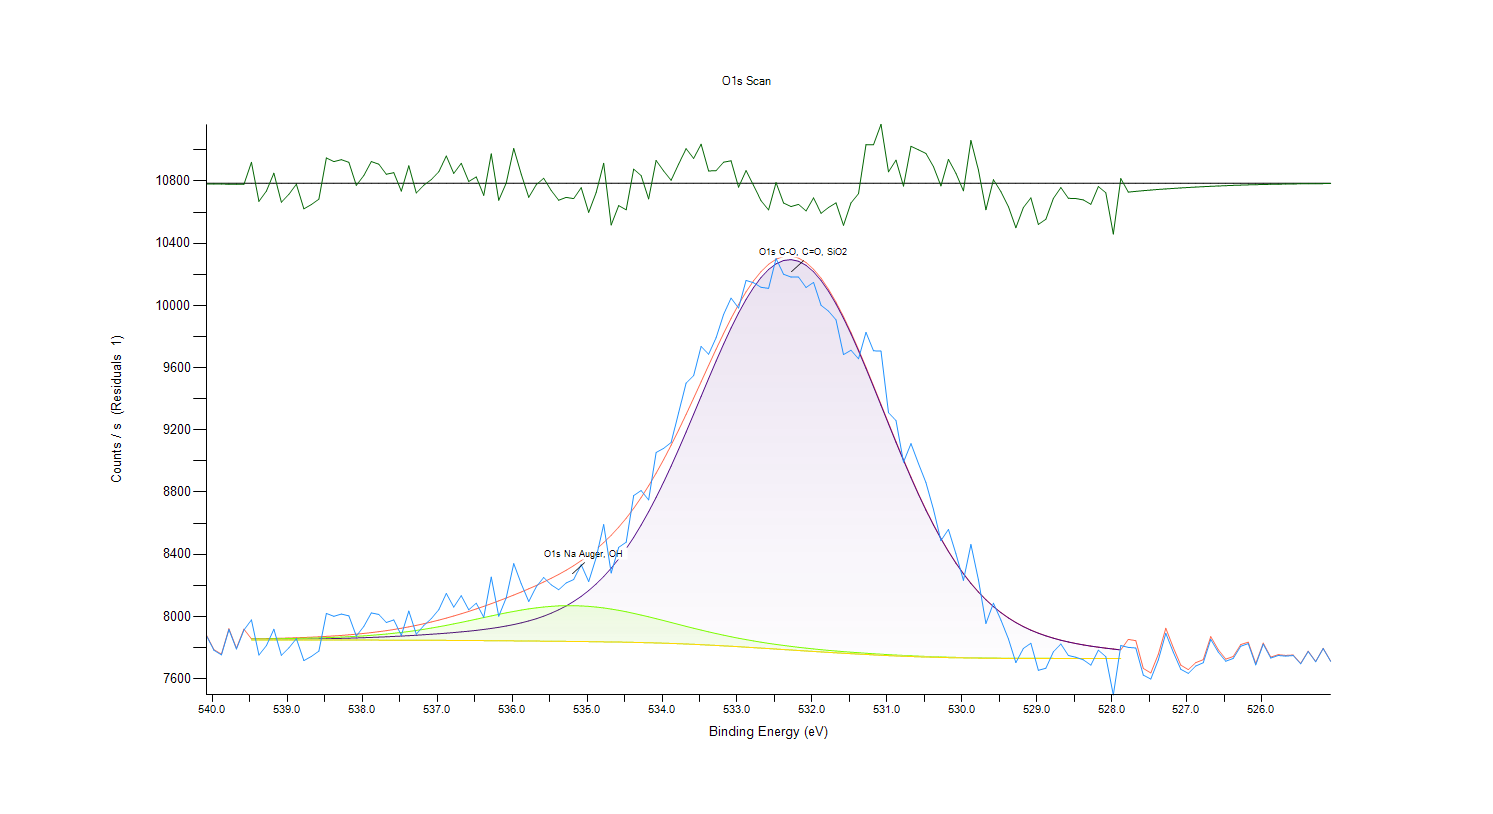 O1s Scan
10800
10400
O1s C-O, C=O, SiO2
10000
9600
9200
8800
8400
O1s Na Auger, OH
8000
7600
Counts / s  (Residuals  1)
540.0 539.0 538.0 537.0 536.0 535.0 534.0 533.0 532.0 531.0 530.0 529.0 528.0 527.0 526.0
Binding Energy (eV)